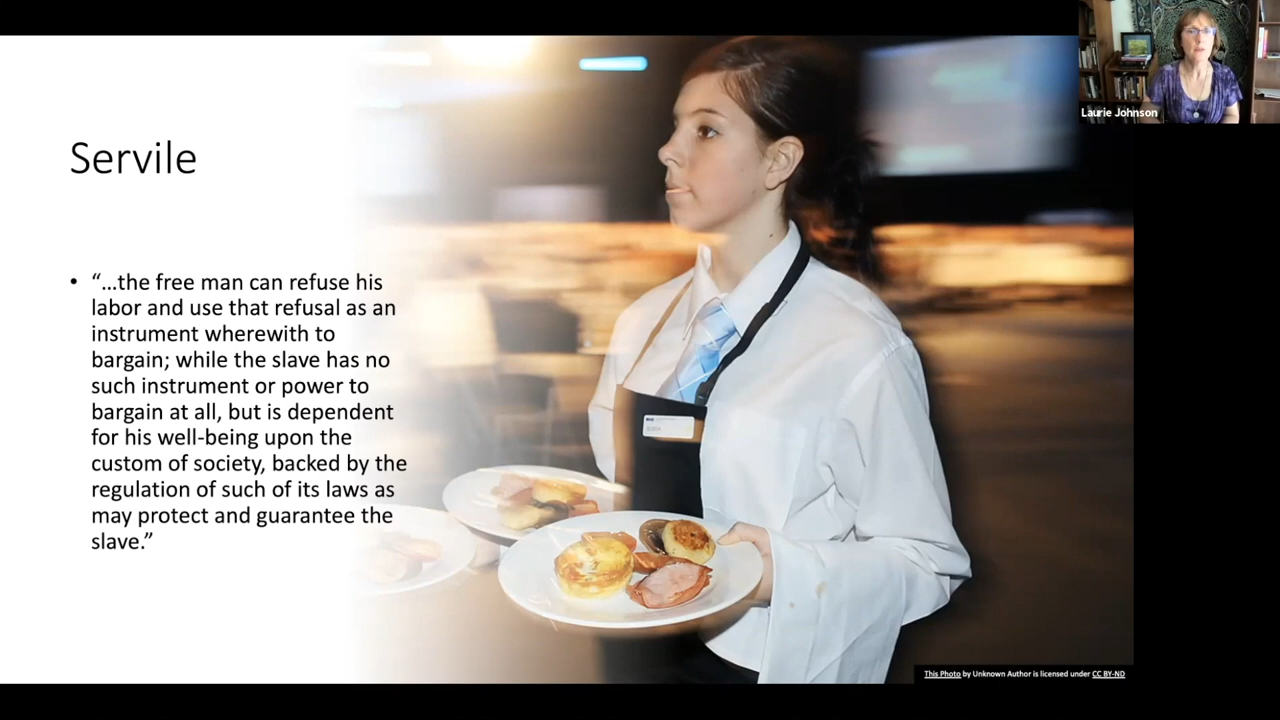 Laurie Johnson
Servile
• “...the free man can refuse his
labor and use that refusal as an
instrument wherewith to
bargain; while the slave has no
such instrument or power to
bargain at all, but is dependent
for his well-being upon the
custom of society, backed by the
regulation of such of its laws as
may protect and guarantee the
slave.”
This Photo by Unknown Author is licensed under CC BY-ND